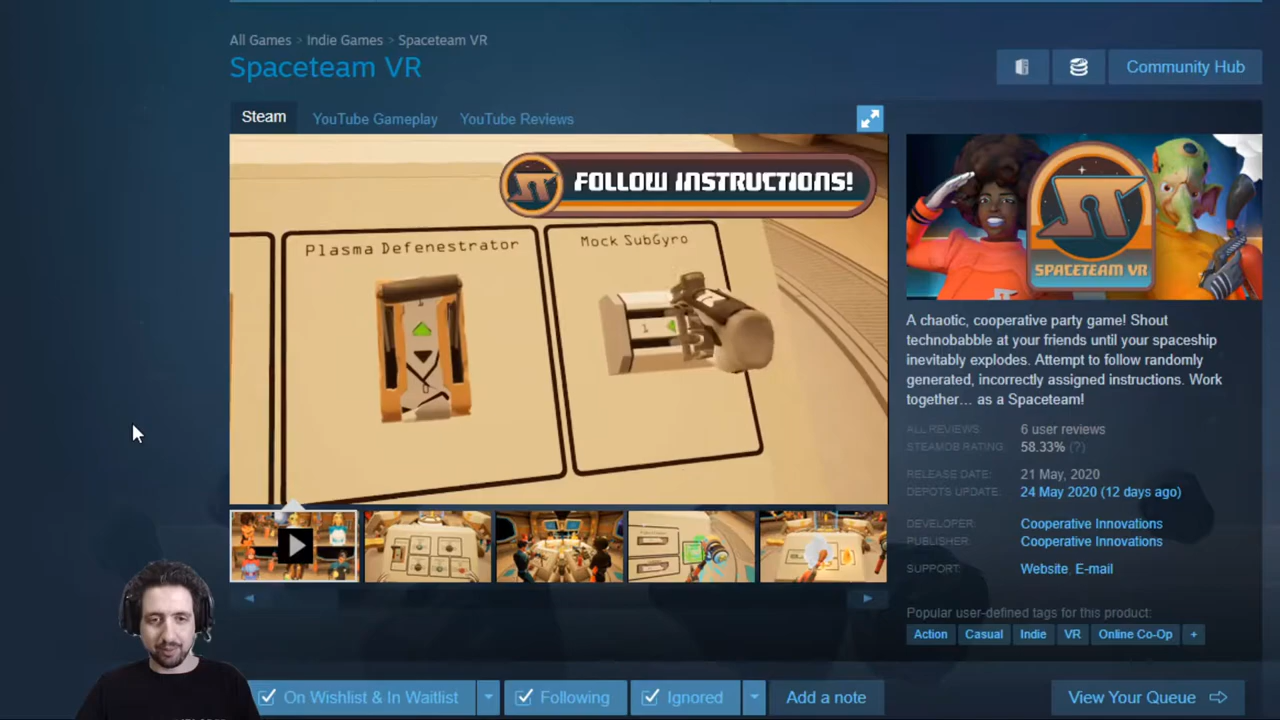 All Games > Indie Games > Spaceteam VR
Spaceteam VR
Community Hub
Steam
YouTube Gameplay
YouTube Reviews
FOLLOW INSTRUCTIONS!
Plasma Defenestrator
Mock SubGyro
1
1
0
SPACETEAM VR
A chaotic, cooperative party game! Shout
technobabble at your friends until your spaceship
inevitably explodes. Attempt to follow randomly
generated, incorrectly assigned instructions. Work
together... as a Spaceteam!
ALL REVIEWS: 6 user reviews
STEAMDB RATING: 58.33% (?)
RELEASE DATE: 21 May, 2020
DEPOTS UPDATE: 24 May 2020 (12 days ago)
DEVELOPER: Cooperative Innovations
PUBLISHER: Cooperative Innovations
SUPPORT: Website, E-mail
Popular user-defined tags for this product:
Action Casual Indie VR Online Co-Op +
On Wishlist & In Waitlist
Following
Ignored
Add a note
View Your Queue